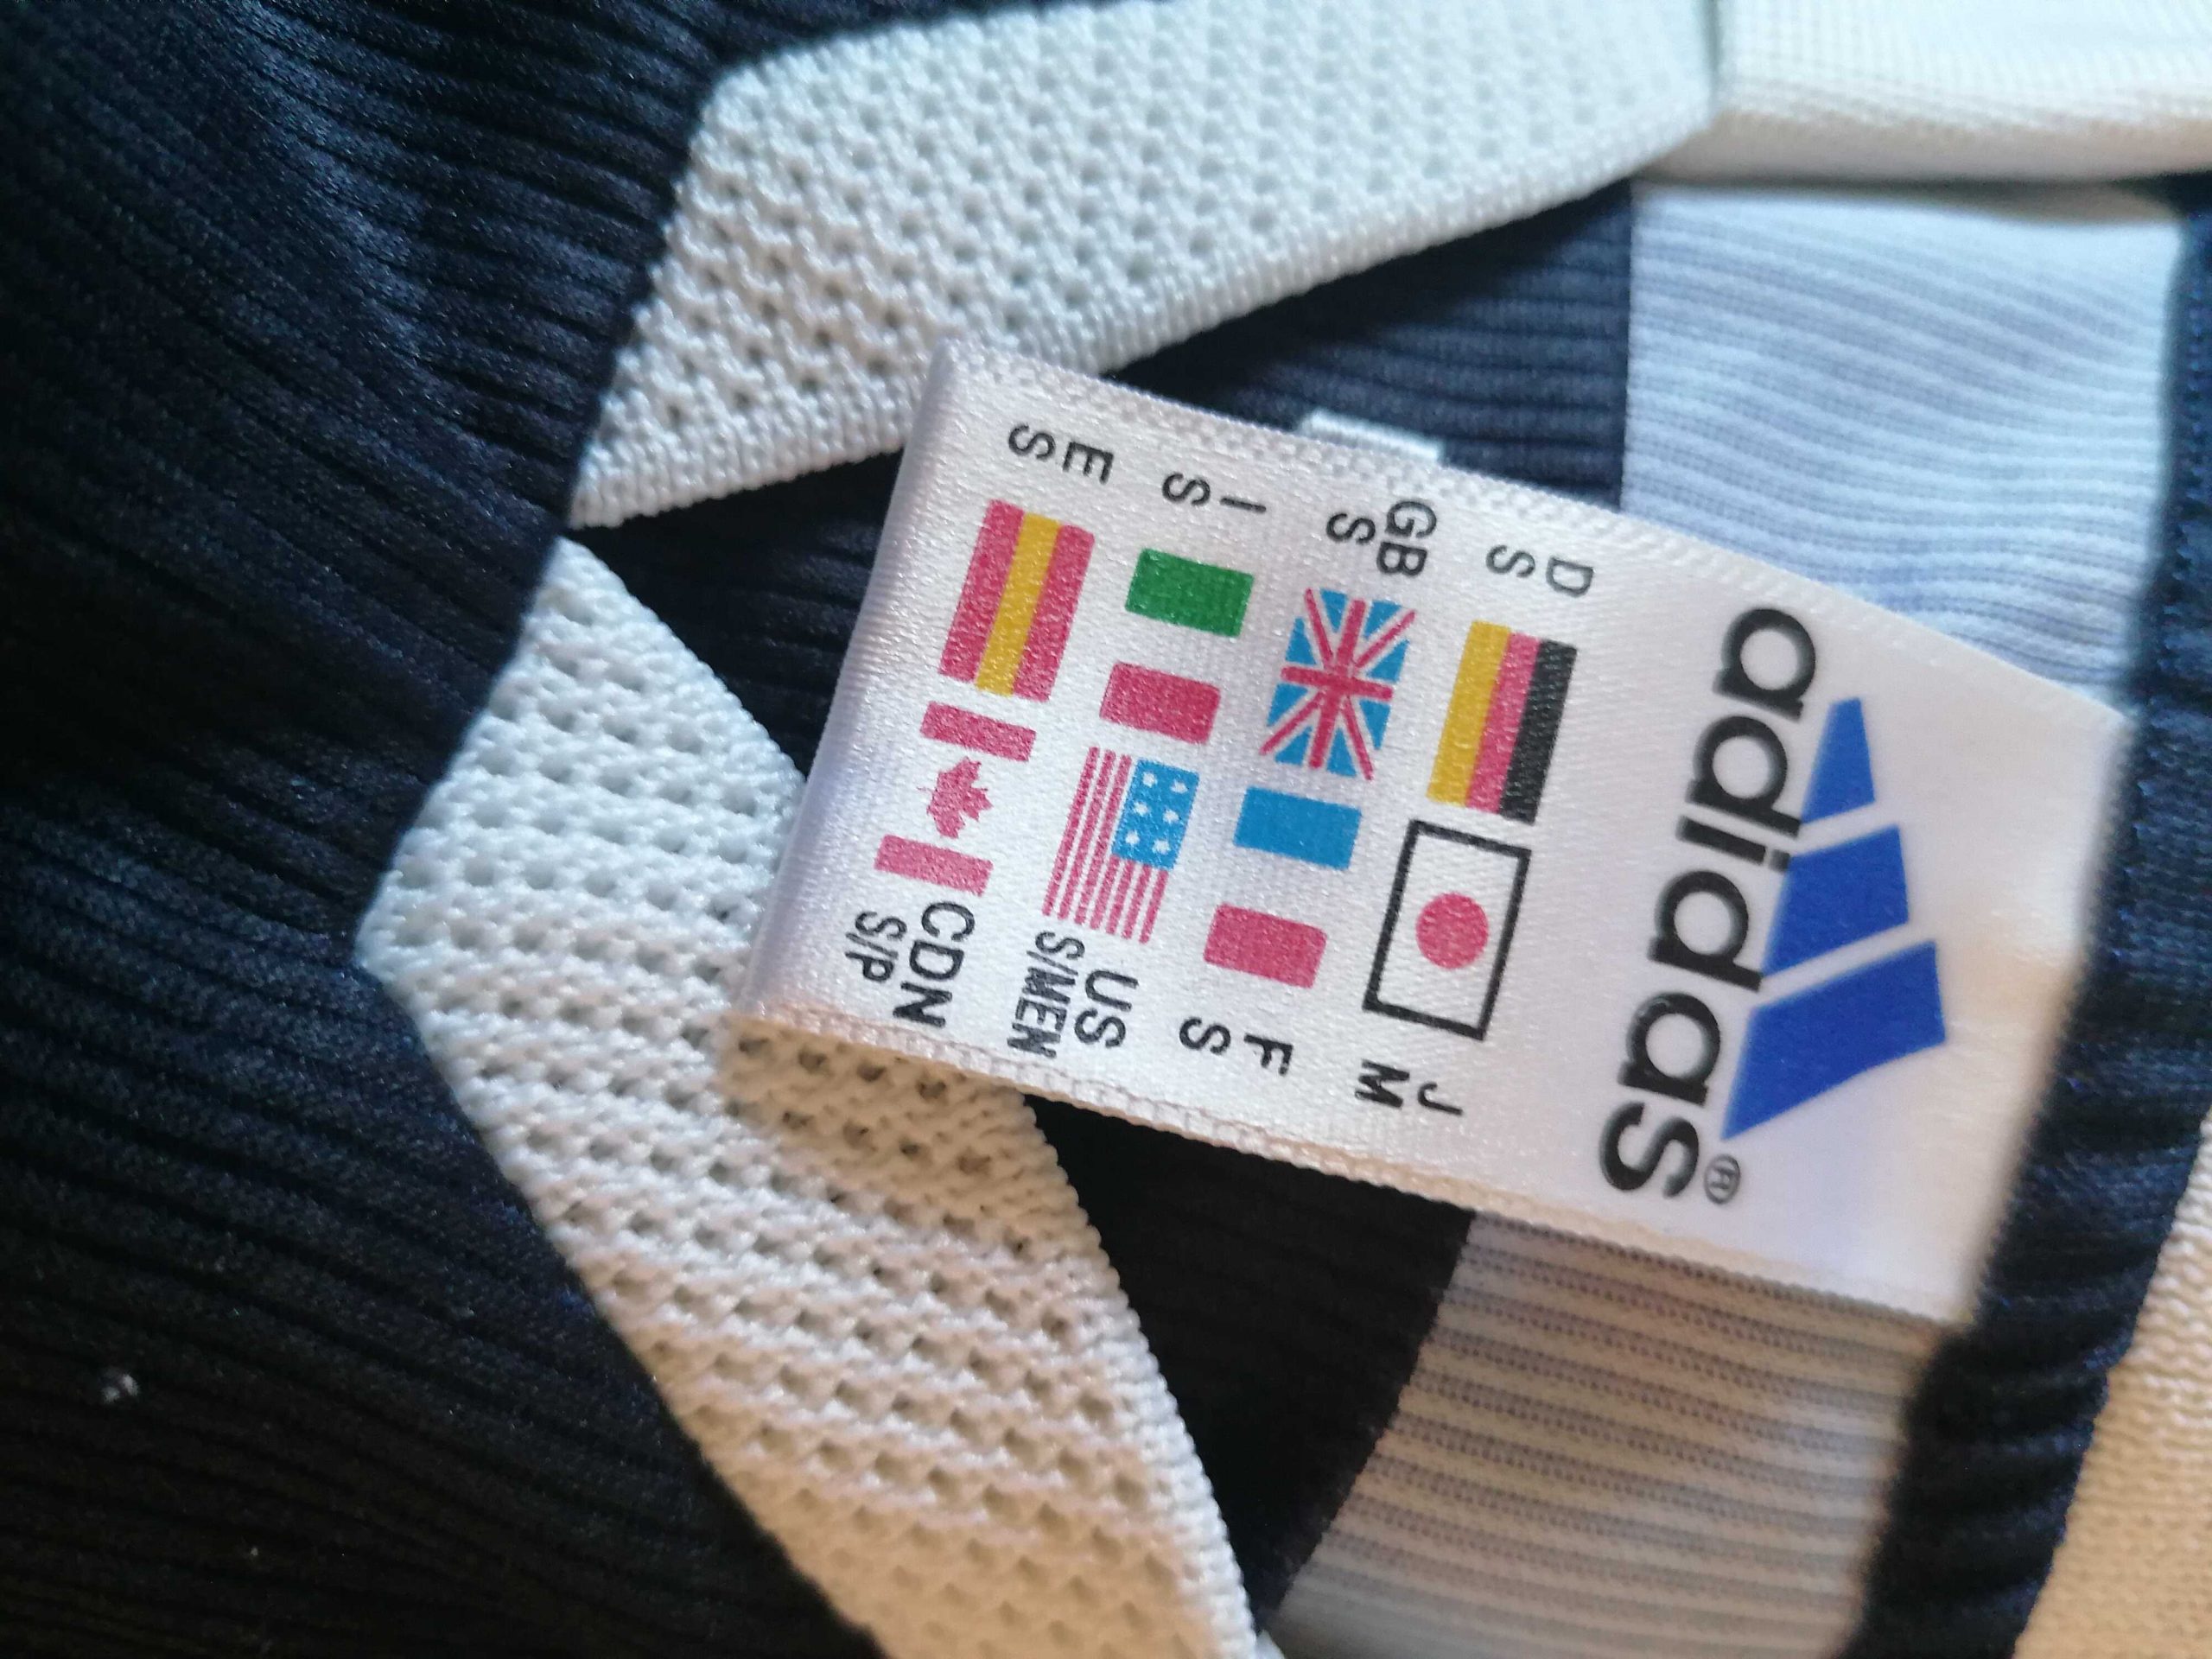 adidas®
D J
S M
GB F
S S
I US
S S/MEN
E CDN
S S/P